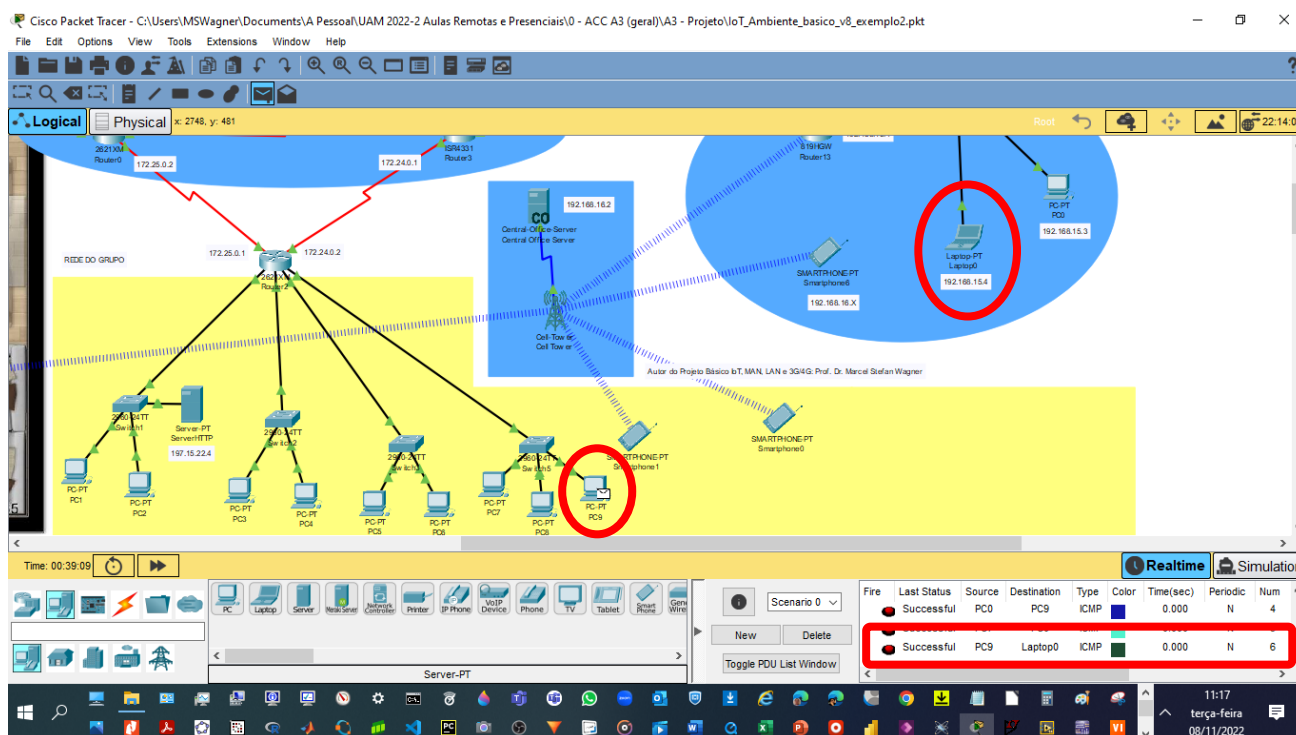 Cisco Packet Tracer - C:\Users\MSWagner\Documents\A Pessoal\UAM 2022-2 Aulas Remotas e Presenciais\0 - ACC A3 (geral)\A3 - Projeto\IoT_Ambiente_basico_v8_exemplo2.pkt
File Edit Options View Tools Extensions Window Help
Logical Physical x: 2748, y: 481 Root 22:14:0
2621XM
Router0
172.25.0.2
172.24.0.1
ISR4331
Router3
819HGW
Router13
CO
192.168.16.2
Central-Office-Server
Central Office Server
PC-PT
PC0
192.168.15.3
REDE DO GRUPO
172.25.0.1
172.24.0.2
Router2
Laptop-PT
Laptop0
192.168.15.4
SMARTPHONE-PT
Smartphone6
192.168.16.X
Cell-Tower
Cell Tower
Autor do Projeto Básico IoT, MAN, LAN e 3G/4G: Prof. Dr. Marcel Stefan Wagner
2960-24TT
Switch1
Server-PT
ServerHTTP
197.15.22.4
2960-24TT
Switch2
2960-24TT
2960-24TT
Switch5
SMARTPHONE-PT
Smartphone1
SMARTPHONE-PT
Smartphone0
PC-PT
PC1
PC-PT
PC2
PC-PT
PC3
PC-PT
PC4
PC-PT
PC5
PC-PT
PC6
PC-PT
PC7
PC-PT
PC8
PC-PT
PC9
Time: 00:39:09
Realtime Simulation
PC Laptop Server Meraki Server Network Controller Printer IP Phone VoIP Device Phone TV Tablet Smart Phone
Server-PT
Scenario 0
New Delete
Toggle PDU List Window
Fire Last Status Source Destination Type Color Time(sec) Periodic Num
Successful PC0 PC9 ICMP 0.000 N 4
Successful PC9 Laptop0 ICMP 0.000 N 6
11:17
terça-feira
08/11/2022